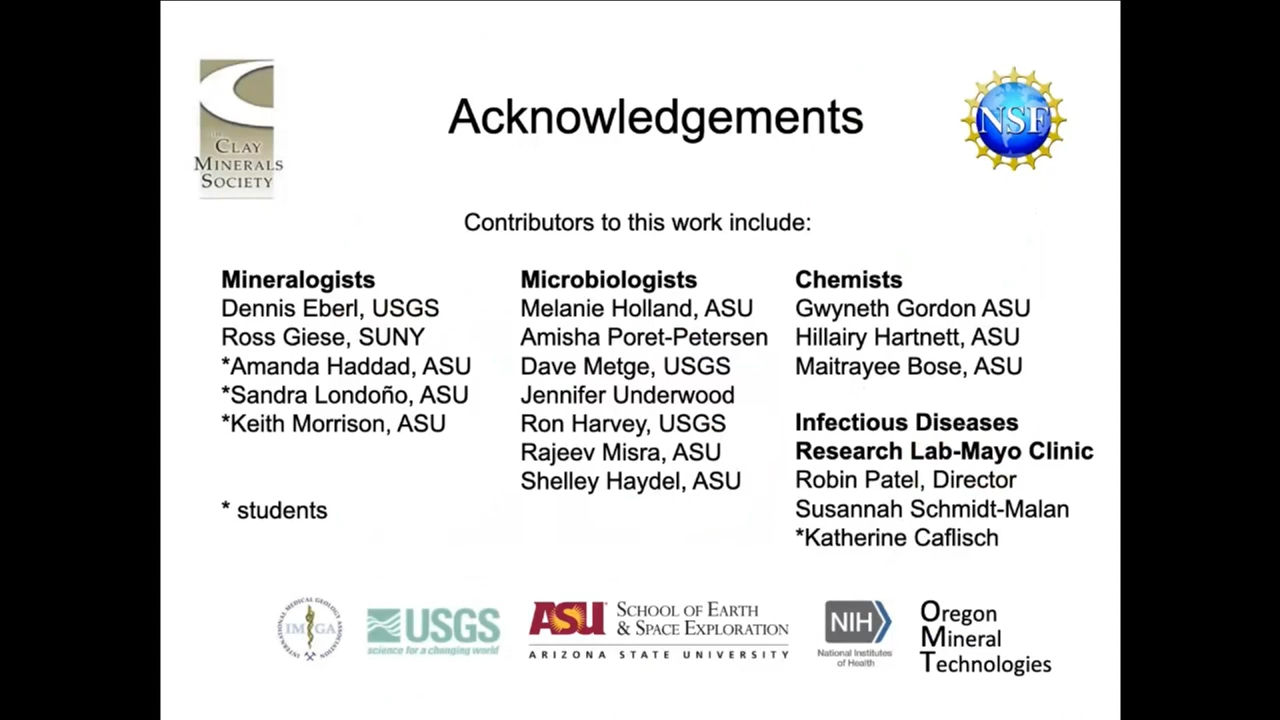 THE
CLAY
MINERALS
SOCIETY
Acknowledgements
NSF
Contributors to this work include:
Mineralogists
Dennis Eberl, USGS
Ross Giese, SUNY
*Amanda Haddad, ASU
*Sandra Londoño, ASU
*Keith Morrison, ASU
* students
Microbiologists
Melanie Holland, ASU
Amisha Poret-Petersen
Dave Metge, USGS
Jennifer Underwood
Ron Harvey, USGS
Rajeev Misra, ASU
Shelley Haydel, ASU
Chemists
Gwyneth Gordon ASU
Hillairy Hartnett, ASU
Maitrayee Bose, ASU
Infectious Diseases
Research Lab-Mayo Clinic
Robin Patel, Director
Susannah Schmidt-Malan
*Katherine Caflisch
INTERNATIONAL MEDICAL GEOLOGY ASSOCIATION
IMGA
USGS
science for a changing world
ASU SCHOOL OF EARTH
& SPACE EXPLORATION
ARIZONA STATE UNIVERSITY
NIH
National Institutes
of Health
Oregon
Mineral
Technologies